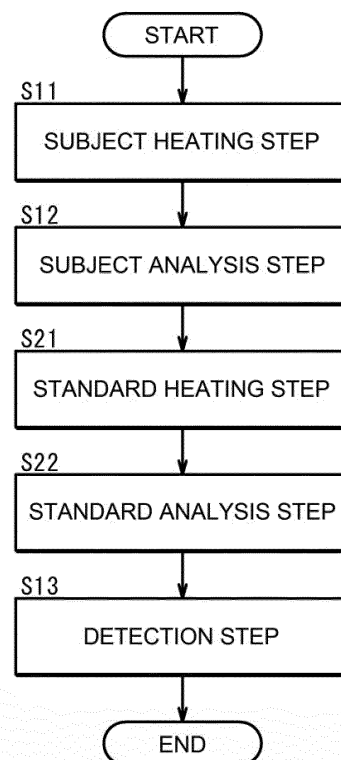 START
S11
SUBJECT HEATING STEP
S12
SUBJECT ANALYSIS STEP
S21
STANDARD HEATING STEP
S22
STANDARD ANALYSIS STEP
S13
DETECTION STEP
END